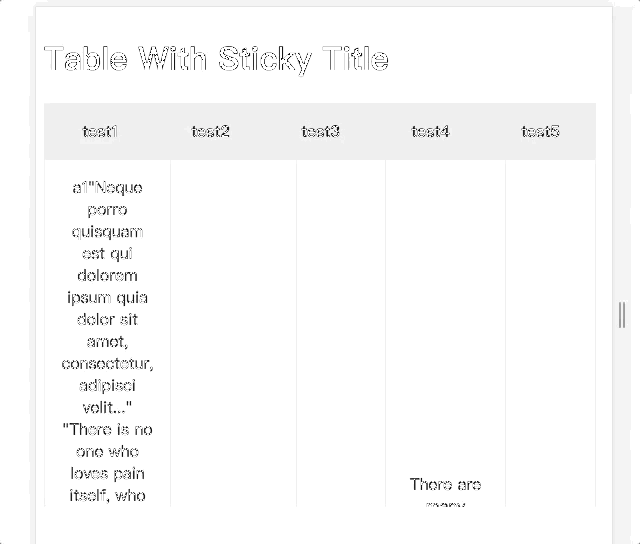 Table With Sticky Title
test1 test2 test3 test4 test5
a1"Neque
porro
quisquam
est qui
dolorem
ipsum quia
dolor sit
amet,
consectetur,
adipisci
velit..."
"There is no
one who
loves pain
itself, who
There are